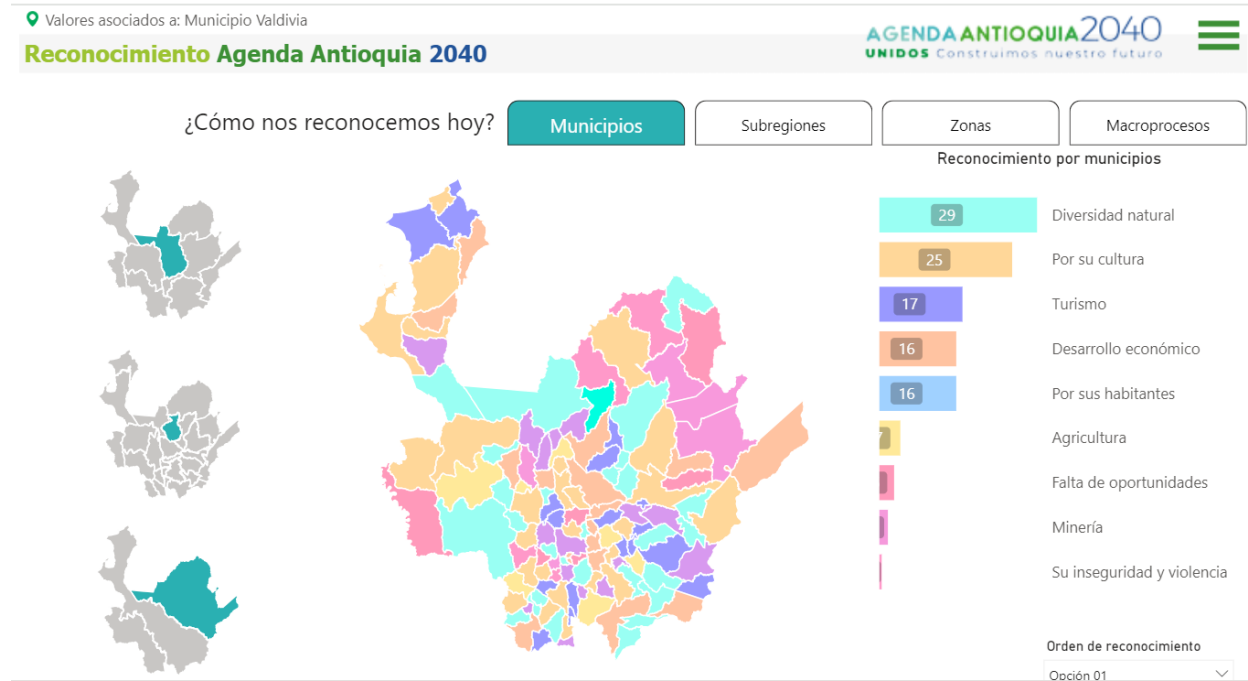 Valores asociados a: Municipio Valdivia
Reconocimiento Agenda Antioquia 2040
AGENDA ANTIOQUIA 2040
UNIDOS Construimos nuestro futuro
¿Cómo nos reconocemos hoy?
Municipios
Subregiones
Zonas
Macroprocesos
Reconocimiento por municipios
29 Diversidad natural
25 Por su cultura
17 Turismo
16 Desarrollo económico
16 Por sus habitantes
Agricultura
Falta de oportunidades
Minería
Su inseguridad y violencia
Orden de reconocimiento
Opción 01